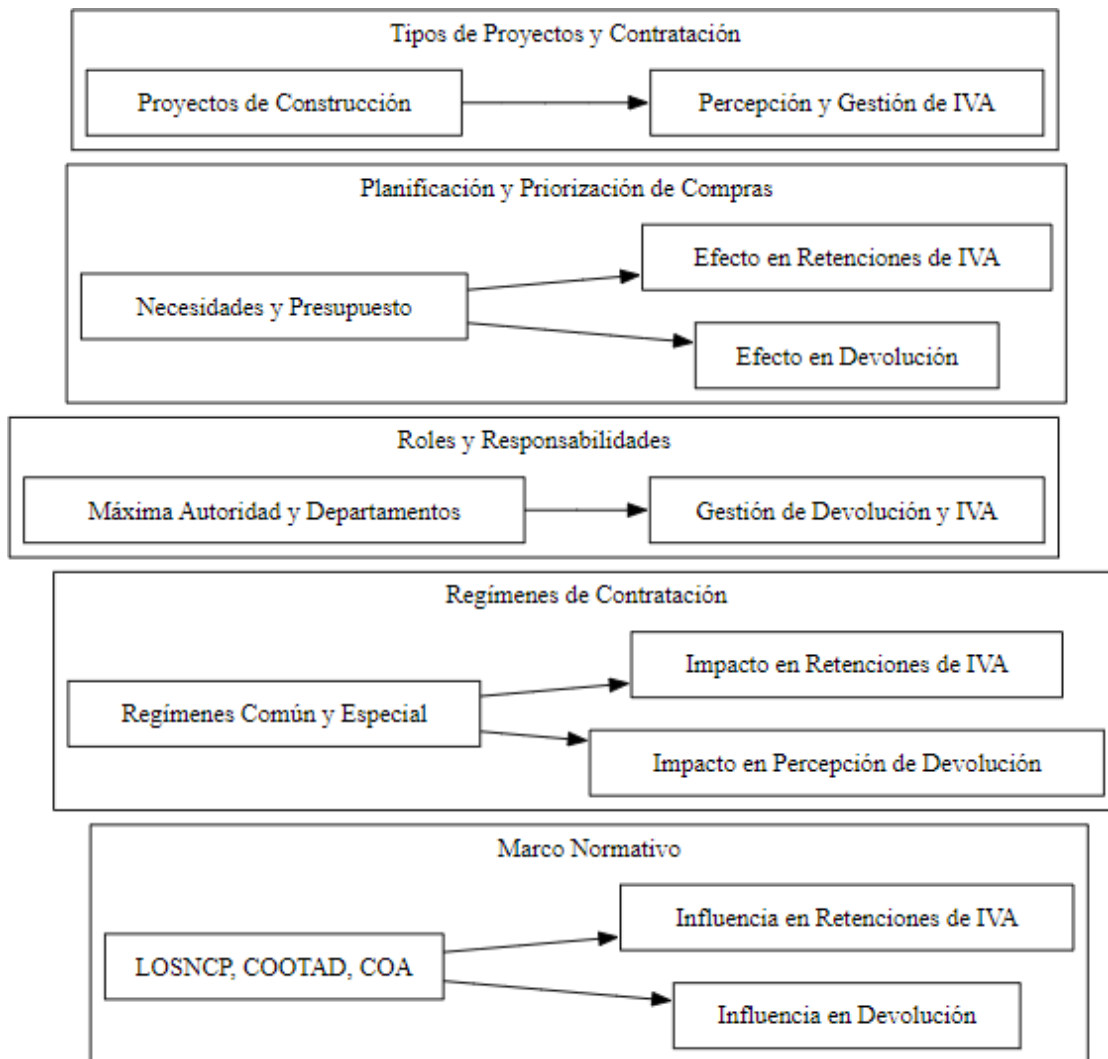 Tipos de Proyectos y Contratación
Proyectos de Construcción
Percepción y Gestión de IVA
Planificación y Priorización de Compras
Necesidades y Presupuesto
Efecto en Retenciones de IVA
Efecto en Devolución
Roles y Responsabilidades
Máxima Autoridad y Departamentos
Gestión de Devolución y IVA
Regímenes de Contratación
Regímenes Común y Especial
Impacto en Retenciones de IVA
Impacto en Percepción de Devolución
Marco Normativo
LOSNCP, COOTAD, COA
Influencia en Retenciones de IVA
Influencia en Devolución